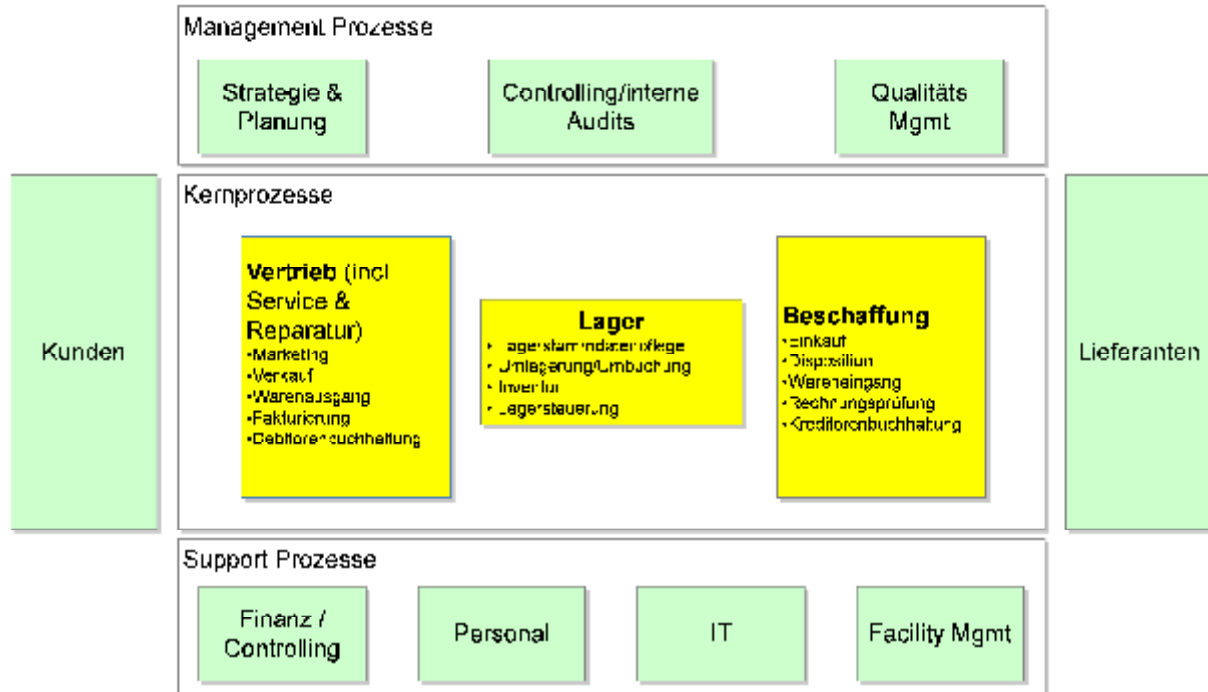 Management Prozesse
Strategie &
Planung
Controlling/interne
Audits
Qualitäts
Mgmt
Kunden
Kernprozesse
Vertrieb (incl
Service &
Reparatur)
•Marketing
•Verkauf
•Warenausgang
•Fakturierung
•Debitorenbuchhaltung
Lager
• Lagerstammdatenpflege
• Umlagerung/Umbuchung
• Inventur
• Lagersteuerung
Beschaffung
•Einkauf
•Disposition
•Wareneingang
•Rechnungsprüfung
•Kreditorenbuchhaltung
Lieferanten
Support Prozesse
Finanz /
Controlling
Personal
IT
Facility Mgmt